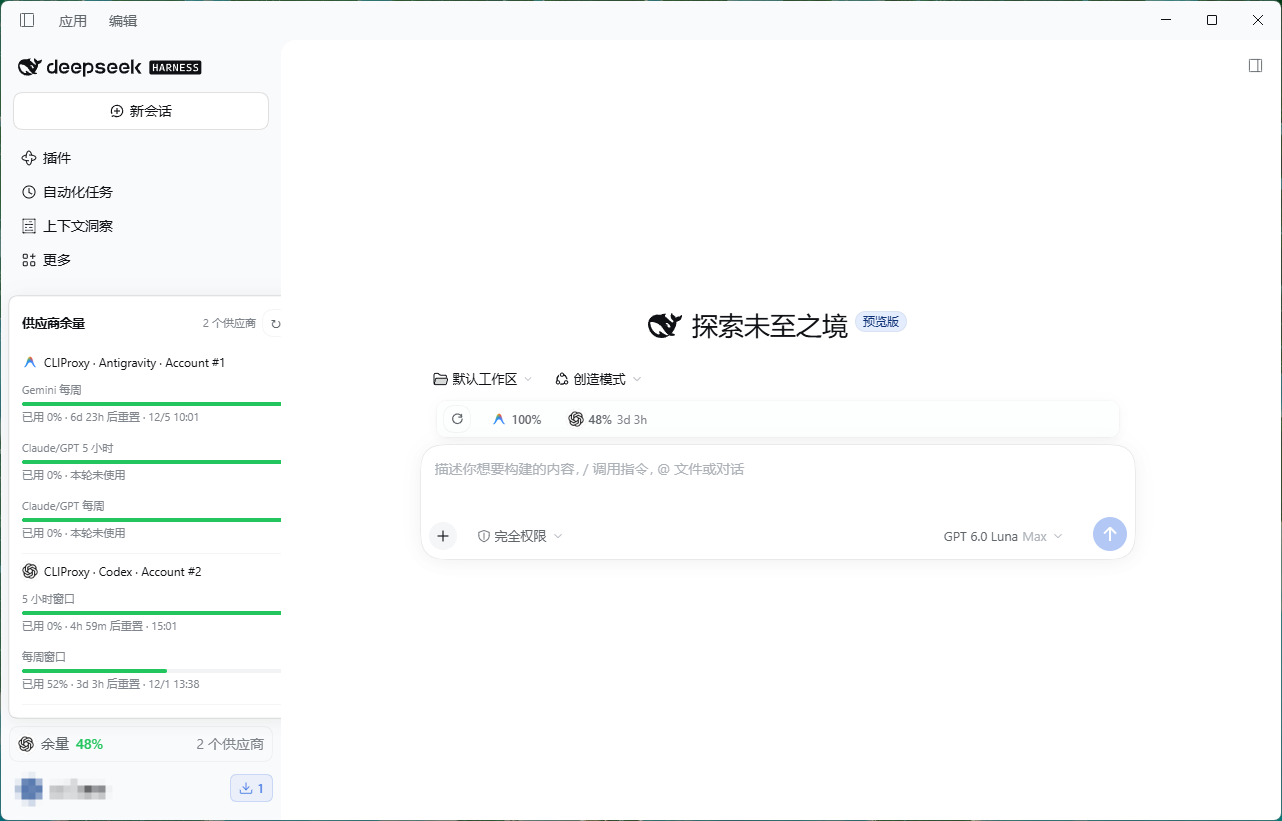 应用 编辑
deepseek HARNESS
新会话
插件
自动化任务
上下文洞察
更多
供应商余量 2 个供应商
CLIProxy · Antigravity · Account #1
Gemini 每周
已用 0% · 6d 23h 后重置 · 12/5 10:01
Claude/GPT 5 小时
已用 0% · 本轮未使用
Claude/GPT 每周
已用 0% · 本轮未使用
CLIProxy · Codex · Account #2
5 小时窗口
已用 0% · 4h 59m 后重置 · 15:01
每周窗口
已用 52% · 3d 3h 后重置 · 12/1 13:38
余量 48% 2 个供应商
1
探索未至之境 预览版
默认工作区 创造模式
100% 48% 3d 3h
描述你想要构建的内容, / 调用指令, @ 文件或对话
完全权限 GPT 6.0 Luna Max